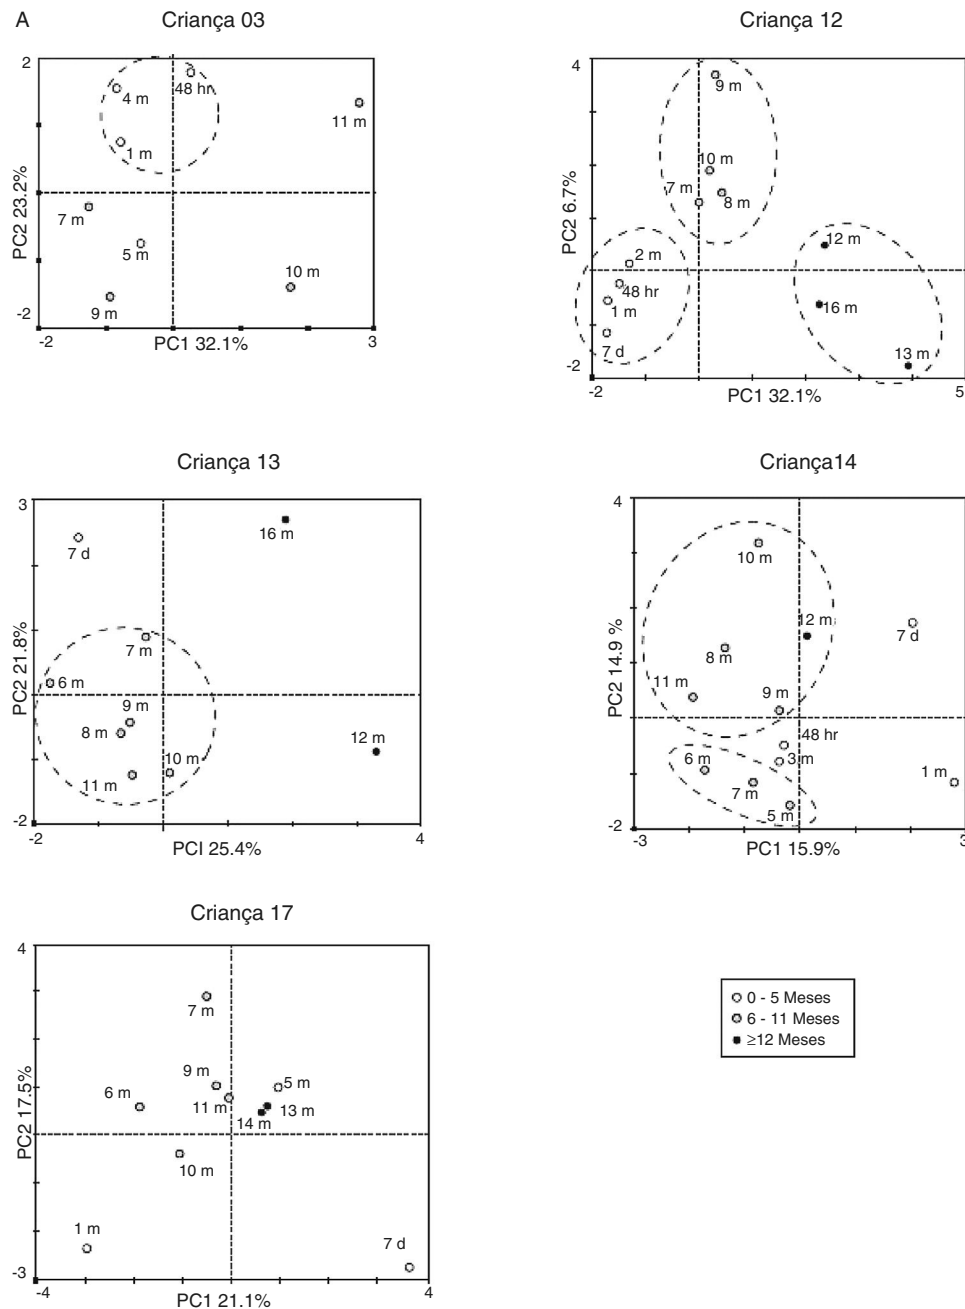 A
Criança 03
2
4 m
48 hr
11 m
1 m
7 m
5 m
10 m
9 m
PC2 23.2%
-2
-2
PC1 32.1%
3
Criança 12
4
9 m
10 m
7 m
8 m
12 m
2 m
48 hr
1 m
16 m
7 d
13 m
PC2 6.7%
-2
-2
PC1 32.1%
5
Criança 13
3
7 d
16 m
7 m
6 m
9 m
8 m
12 m
10 m
11 m
PC2 21.8%
-2
-2
PCI 25.4%
4
Criança14
4
10 m
12 m
7 d
8 m
11 m
9 m
48 hr
3 m
6 m
1 m
7 m
5 m
PC2 14.9 %
-2
-3
PC1 15.9%
3
Criança 17
4
7 m
9 m
5 m
6 m
11 m
13 m
14 m
10 m
1 m
7 d
PC2 17.5%
-3
-4
PC1 21.1%
4
0 - 5 Meses
6 - 11 Meses
≥12 Meses